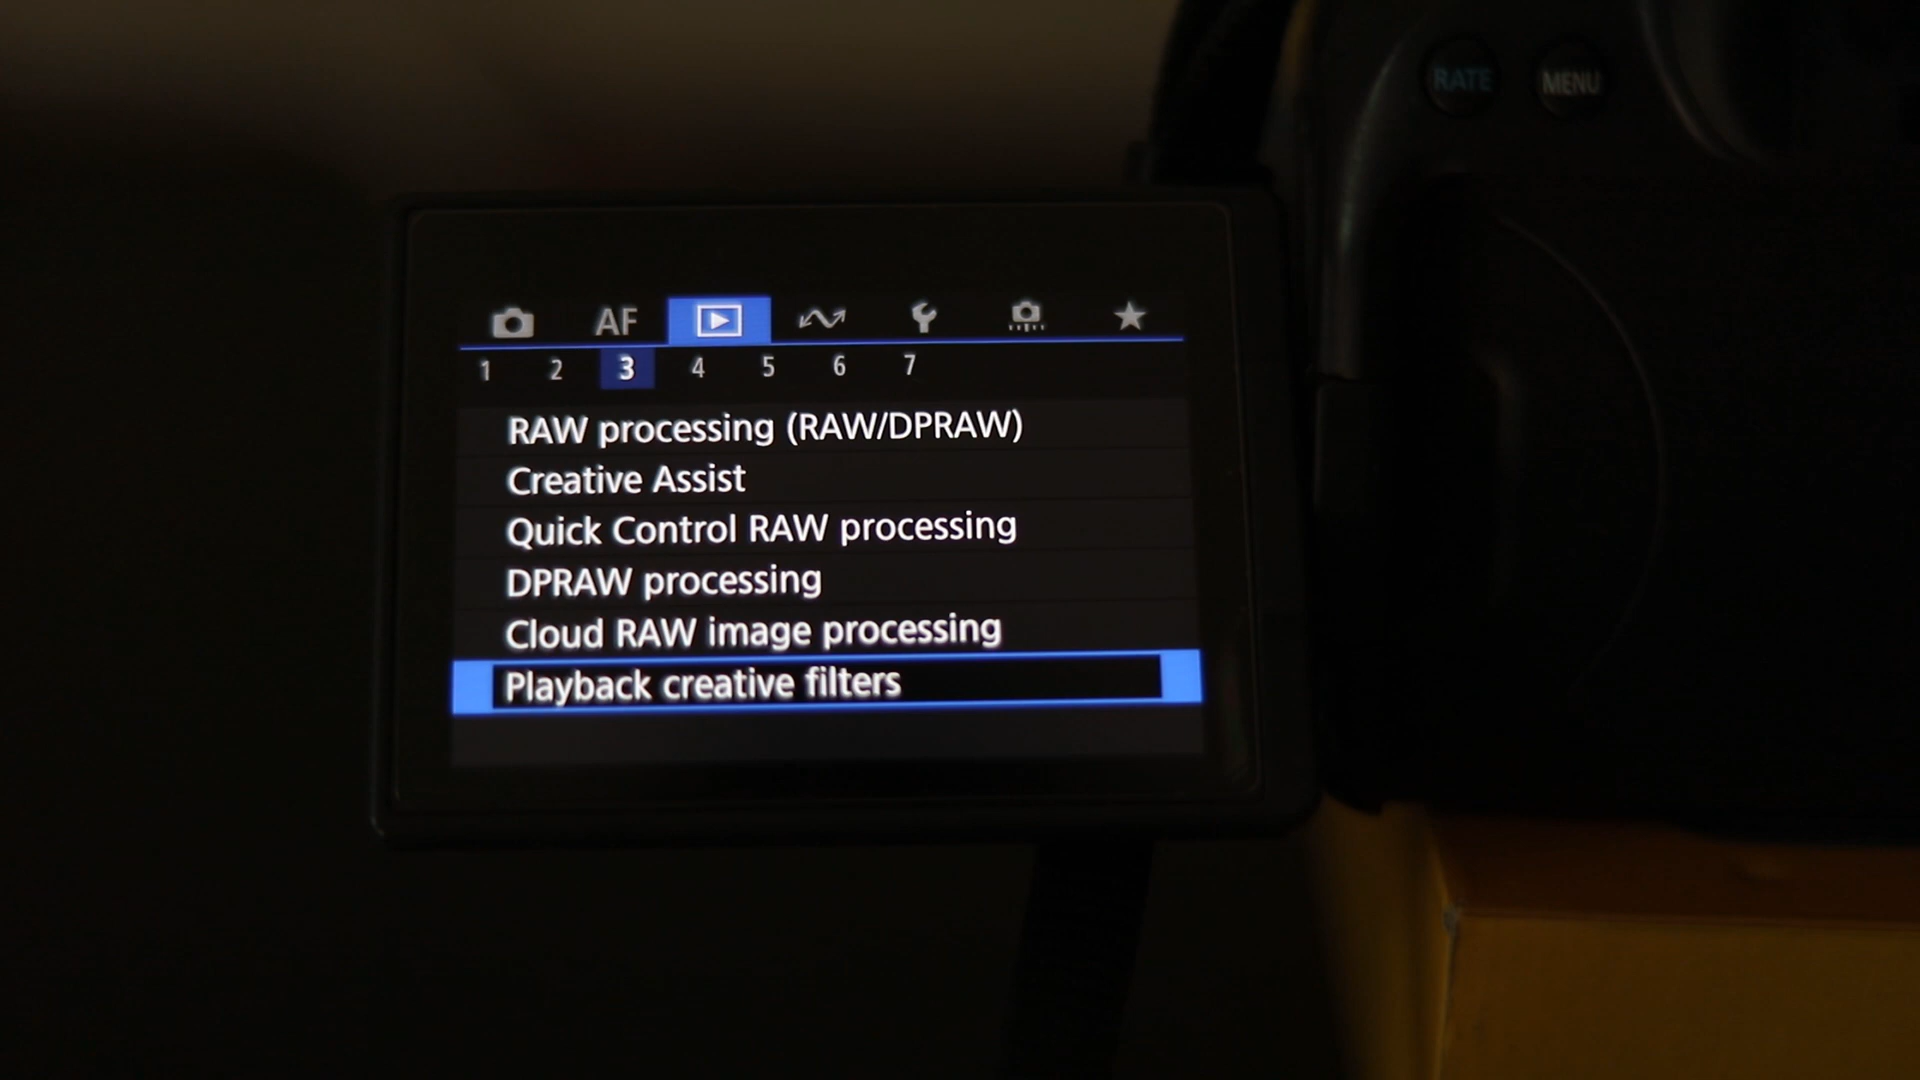 RATE MENU
AF
1 2 3 4 5 6 7
RAW processing (RAW/DPRAW)
Creative Assist
Quick Control RAW processing
DPRAW processing
Cloud RAW image processing
Playback creative filters